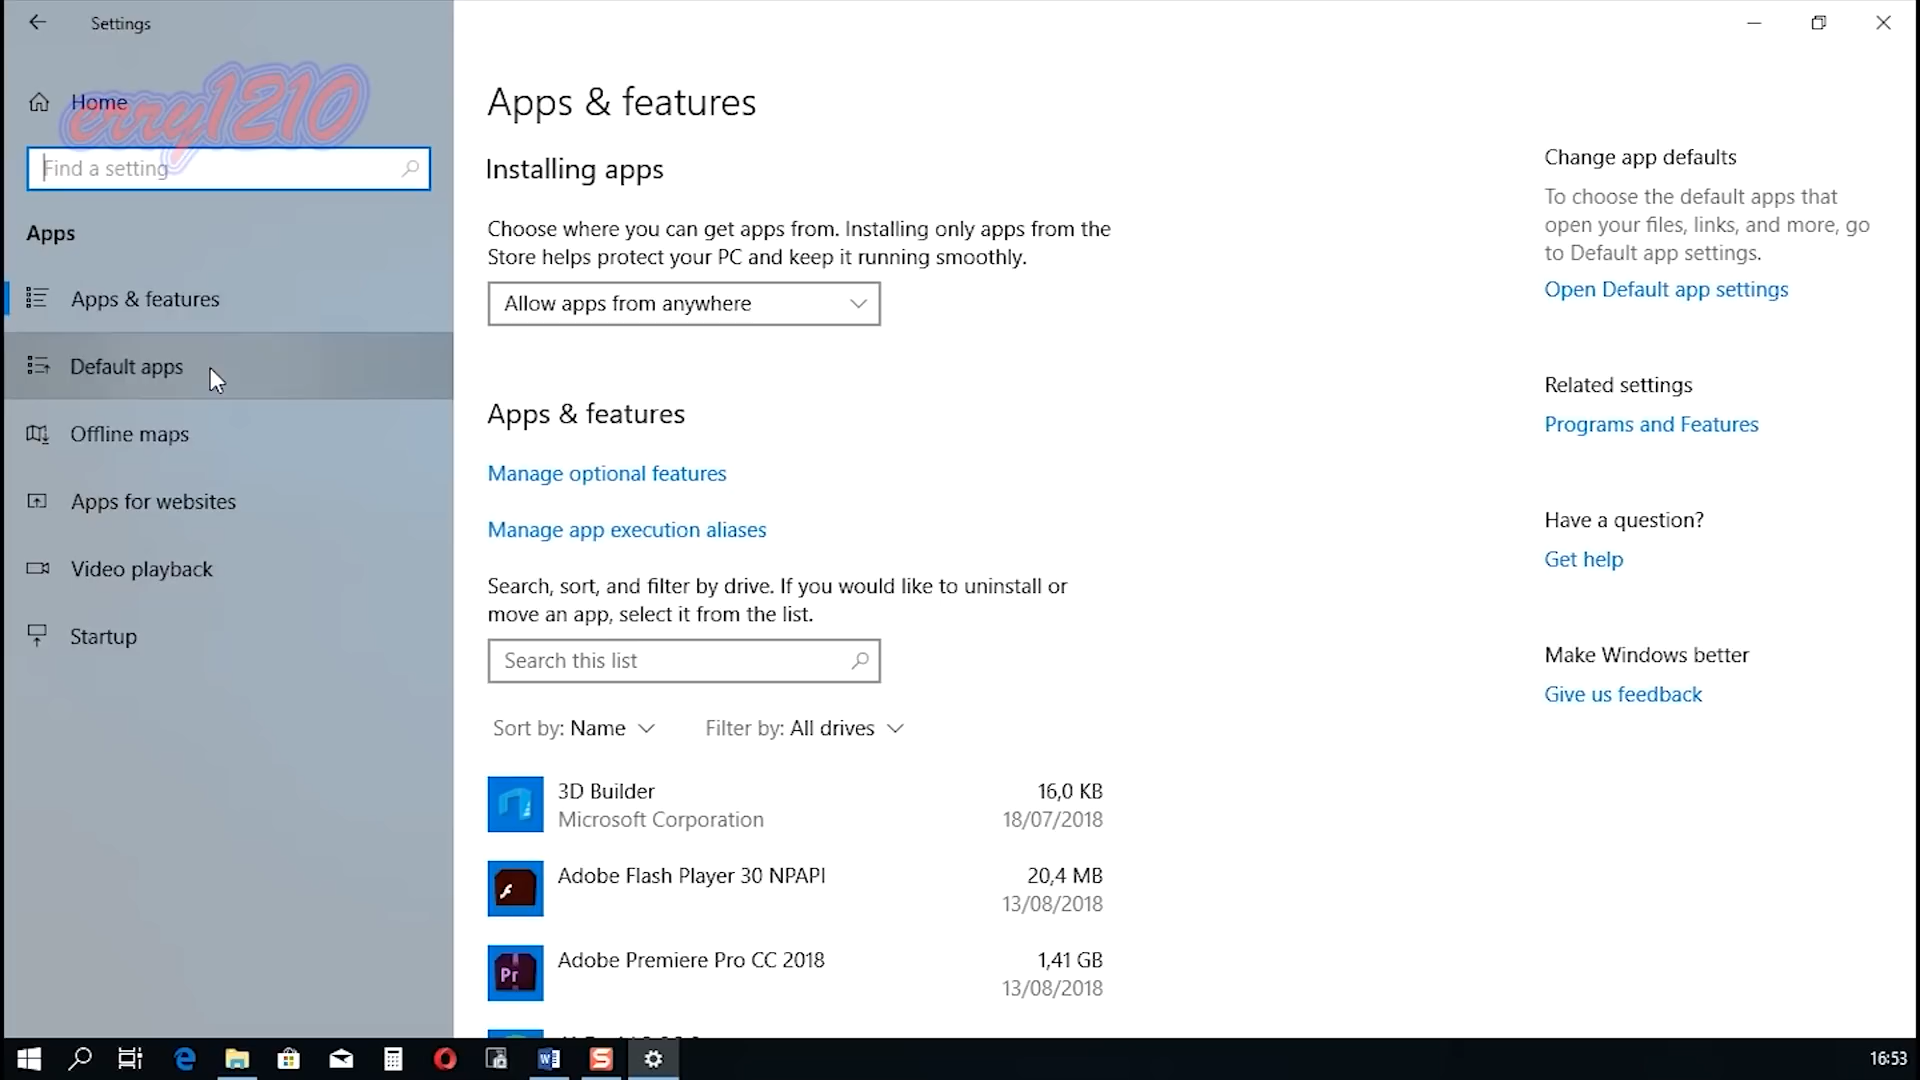 Settings
Home
erry1210
Find a setting
Apps
Apps & features
Default apps
Offline maps
Apps for websites
Video playback
Startup
Apps & features
Installing apps
Choose where you can get apps from. Installing only apps from the
Store helps protect your PC and keep it running smoothly.
Allow apps from anywhere
Apps & features
Manage optional features
Manage app execution aliases
Search, sort, and filter by drive. If you would like to uninstall or
move an app, select it from the list.
Search this list
Sort by: Name Filter by: All drives
3D Builder 16,0 KB
Microsoft Corporation 18/07/2018
Adobe Flash Player 30 NPAPI 20,4 MB
13/08/2018
Adobe Premiere Pro CC 2018 1,41 GB
Pr
13/08/2018
Change app defaults
To choose the default apps that
open your files, links, and more, go
to Default app settings.
Open Default app settings
Related settings
Programs and Features
Have a question?
Get help
Make Windows better
Give us feedback
16:53